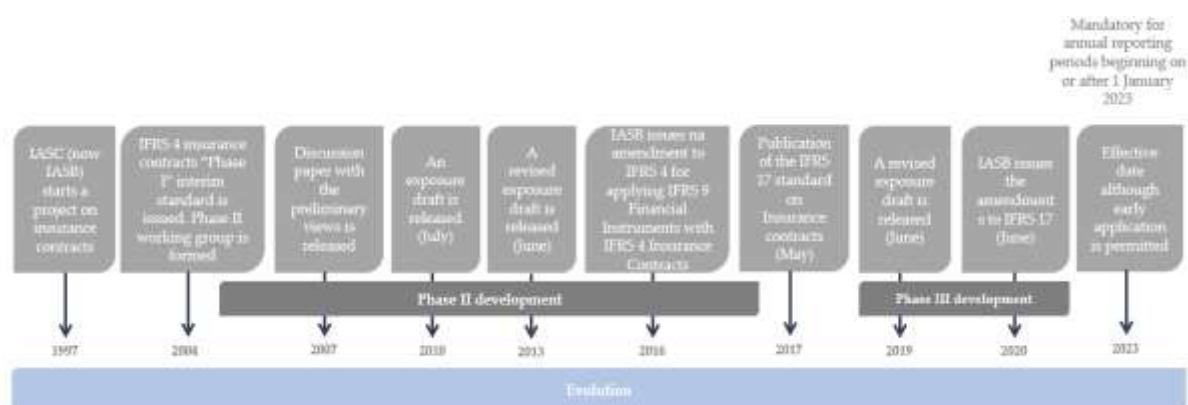 Mandatory for
annual reporting
periods beginning on
or after 1 January
2023
IASC (now
IASB)
starts a
project on
insurance
contracts
IFRS 4 insurance
contracts "Phase
I" interim
standard is
issued. Phase II
working group is
formed
Discussion
paper with
the
preliminary
views is
released
An
exposure
draft is
released
(July)
A
revised
exposure
draft is
released
(June)
IASB issues na
amendment to
IFRS 4 for
applying IFRS 9
Financial
Instruments with
IFRS 4 Insurance
Contracts
Publication
of the IFRS
17 standard
on
Insurance
contracts
(May)
A revised
exposure
draft is
released
(June)
IASB issues
the
amendment
s to IFRS 17
(June)
Effective
date
although
early
application
is permitted
Phase II development
Phase III development
1997
2004
2007
2010
2013
2016
2017
2019
2020
2023
Evolution